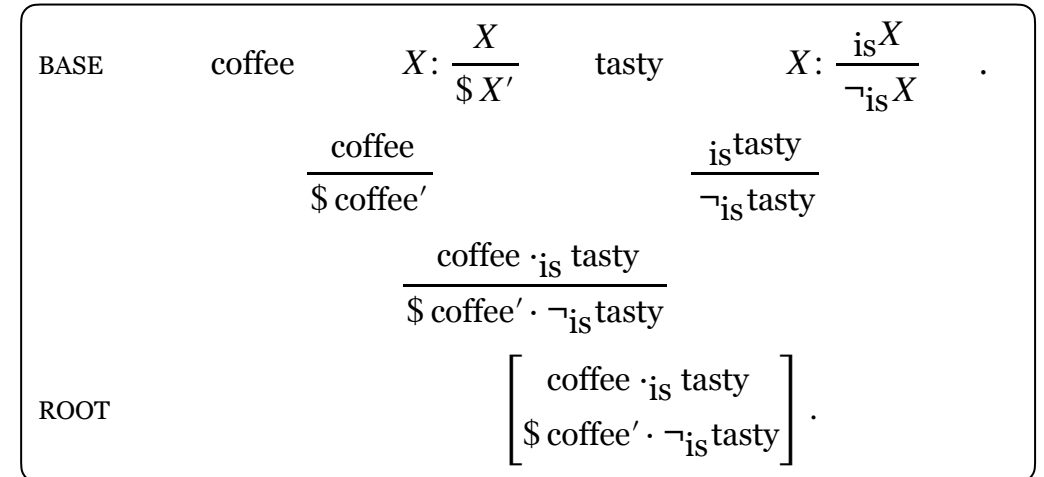 BASE coffee X: X/$ X′ tasty X: isX/¬isX .
coffee/$ coffee′ istasty/¬istasty
coffee ·is tasty
$ coffee′ · ¬istasty
ROOT [coffee ·is tasty
$ coffee′ · ¬istasty] .